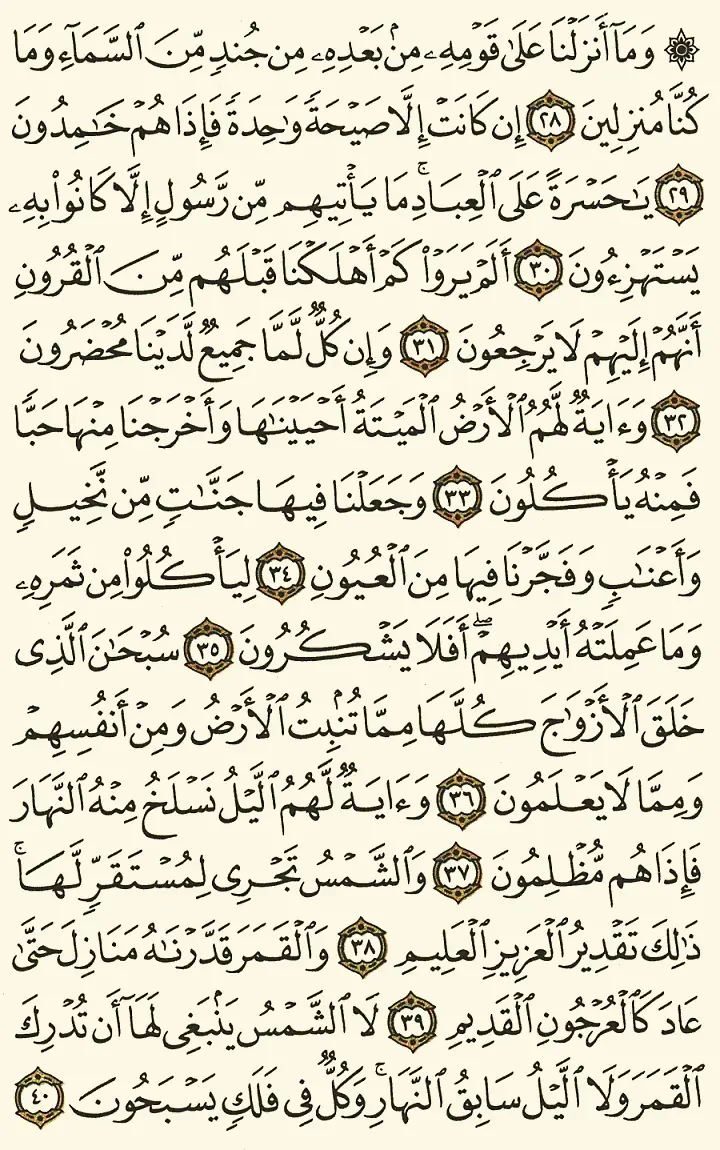 ۞ وَمَآ أَنزَلْنَا عَلَىٰ قَوْمِهِۦ مِنۢ بَعْدِهِۦ مِن جُندٍ مِّنَ ٱلسَّمَآءِ وَمَا
كُنَّا مُنزِلِينَ ٢٨ إِن كَانَتْ إِلَّا صَيْحَةً وَٰحِدَةً فَإِذَا هُمْ خَـٰمِدُونَ
٢٩ يَـٰحَسْرَةً عَلَى ٱلْعِبَادِ ۚ مَا يَأْتِيهِم مِّن رَّسُولٍ إِلَّا كَانُوا۟ بِهِۦ
يَسْتَهْزِءُونَ ٣٠ أَلَمْ يَرَوْا۟ كَمْ أَهْلَكْنَا قَبْلَهُم مِّنَ ٱلْقُرُونِ
أَنَّهُمْ إِلَيْهِمْ لَا يَرْجِعُونَ ٣١ وَإِن كُلٌّ لَّمَّا جَمِيعٌ لَّدَيْنَا مُحْضَرُونَ
٣٢ وَءَايَةٌ لَّهُمُ ٱلْأَرْضُ ٱلْمَيْتَةُ أَحْيَيْنَـٰهَا وَأَخْرَجْنَا مِنْهَا حَبًّا
فَمِنْهُ يَأْكُلُونَ ٣٣ وَجَعَلْنَا فِيهَا جَنَّـٰتٍ مِّن نَّخِيلٍ
وَأَعْنَـٰبٍ وَفَجَّرْنَا فِيهَا مِنَ ٱلْعُيُونِ ٣٤ لِيَأْكُلُوا۟ مِن ثَمَرِهِۦ
وَمَا عَمِلَتْهُ أَيْدِيهِمْ ۖ أَفَلَا يَشْكُرُونَ ٣٥ سُبْحَـٰنَ ٱلَّذِى
خَلَقَ ٱلْأَزْوَٰجَ كُلَّهَا مِمَّا تُنۢبِتُ ٱلْأَرْضُ وَمِنْ أَنفُسِهِمْ
وَمِمَّا لَا يَعْلَمُونَ ٣٦ وَءَايَةٌ لَّهُمُ ٱلَّيْلُ نَسْلَخُ مِنْهُ ٱلنَّهَارَ
فَإِذَا هُم مُّظْلِمُونَ ٣٧ وَٱلشَّمْسُ تَجْرِى لِمُسْتَقَرٍّ لَّهَا ۚ
ذَٰلِكَ تَقْدِيرُ ٱلْعَزِيزِ ٱلْعَلِيمِ ٣٨ وَٱلْقَمَرَ قَدَّرْنَـٰهُ مَنَازِلَ حَتَّىٰ
عَادَ كَٱلْعُرْجُونِ ٱلْقَدِيمِ ٣٩ لَا ٱلشَّمْسُ يَنۢبَغِى لَهَآ أَن تُدْرِكَ
ٱلْقَمَرَ وَلَا ٱلَّيْلُ سَابِقُ ٱلنَّهَارِ ۚ وَكُلٌّ فِى فَلَكٍ يَسْبَحُونَ ٤٠